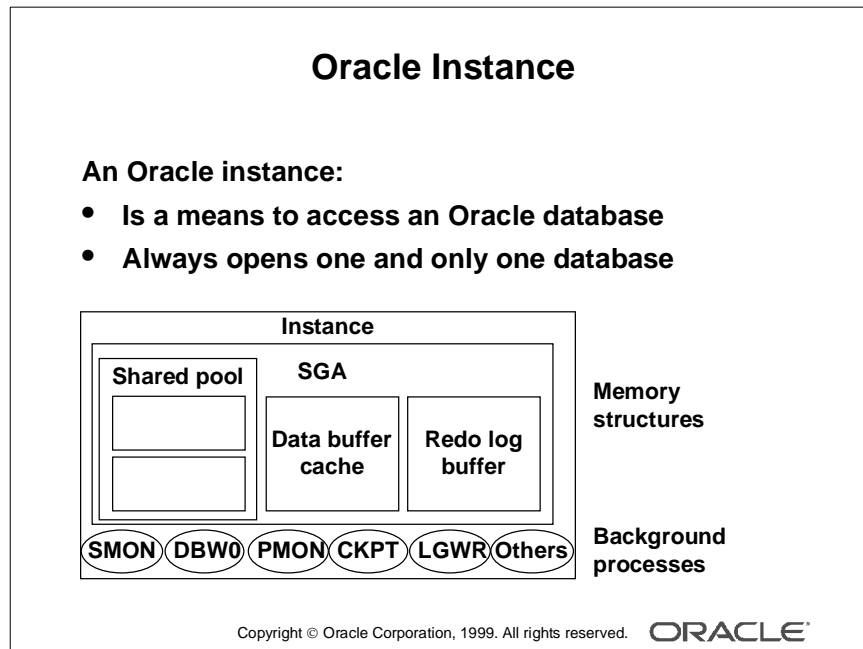 Oracle Instance
An Oracle instance:
• Is a means to access an Oracle database
• Always opens one and only one database
Instance
SGA
Shared pool
Data buffer
cache
Redo log
buffer
Memory
structures
SMON DBW0 PMON CKPT LGWR Others
Background
processes
Copyright © Oracle Corporation, 1999. All rights reserved. ORACLE®